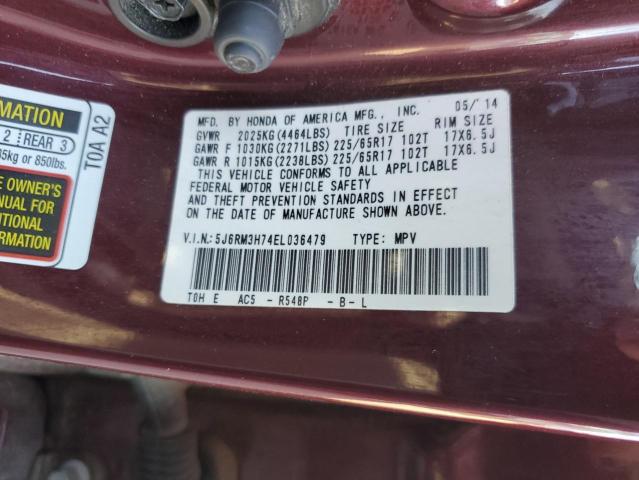 MATION
2 REAR 3
35kg or 850lbs.
E OWNER'S
NUAL FOR
ITIONAL
ORMATION
T0A A2
MFD. BY HONDA OF AMERICA MFG., INC. 05/'14
GVWR 2025KG(4464LBS) TIRE SIZE RIM SIZE
GAWR F 1030KG(2271LBS) 225/65R17 102T 17X6.5J
GAWR R 1015KG(2238LBS) 225/65R17 102T 17X6.5J
THIS VEHICLE CONFORMS TO ALL APPLICABLE
FEDERAL MOTOR VEHICLE SAFETY
AND THEFT PREVENTION STANDARDS IN EFFECT
ON THE DATE OF MANUFACTURE SHOWN ABOVE.
V.I.N.: 5J6RM3H74EL036479 TYPE: MPV
T0H E AC5 - R548P - B - L